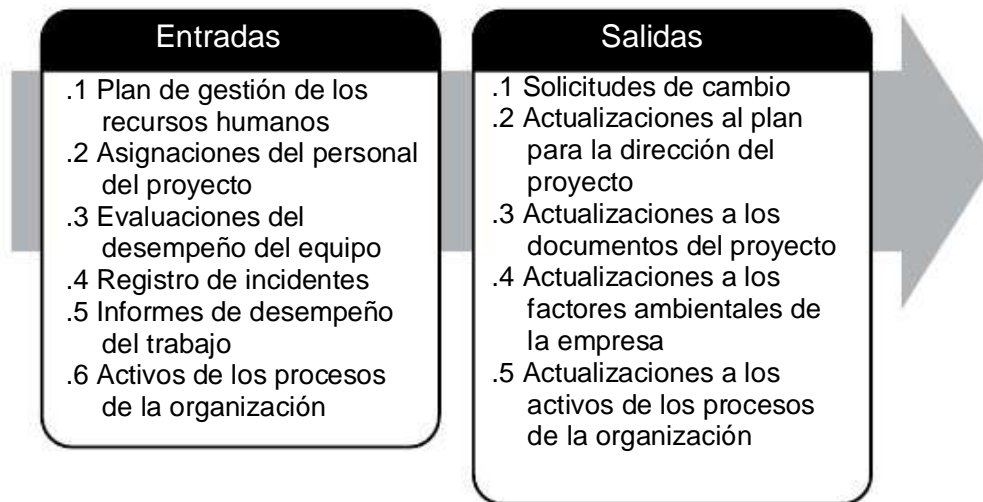 Entradas
.1 Plan de gestión de los
recursos humanos
.2 Asignaciones del personal
del proyecto
.3 Evaluaciones del
desempeño del equipo
.4 Registro de incidentes
.5 Informes de desempeño
del trabajo
.6 Activos de los procesos
de la organización
Salidas
.1 Solicitudes de cambio
.2 Actualizaciones al plan
para la dirección del
proyecto
.3 Actualizaciones a los
documentos del proyecto
.4 Actualizaciones a los
factores ambientales de
la empresa
.5 Actualizaciones a los
activos de los procesos
de la organización